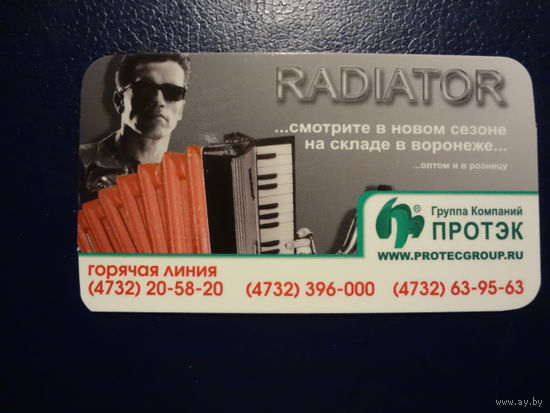 RADIATOR
...смотрите в новом сезоне
на складе в воронеже...
...оптом и в розницу
®
Группа Компаний
ПРОТЭК
WWW.PROTECGROUP.RU
горячая линия
(4732) 20-58-20 (4732) 396-000 (4732) 63-95-63
www.ay.by